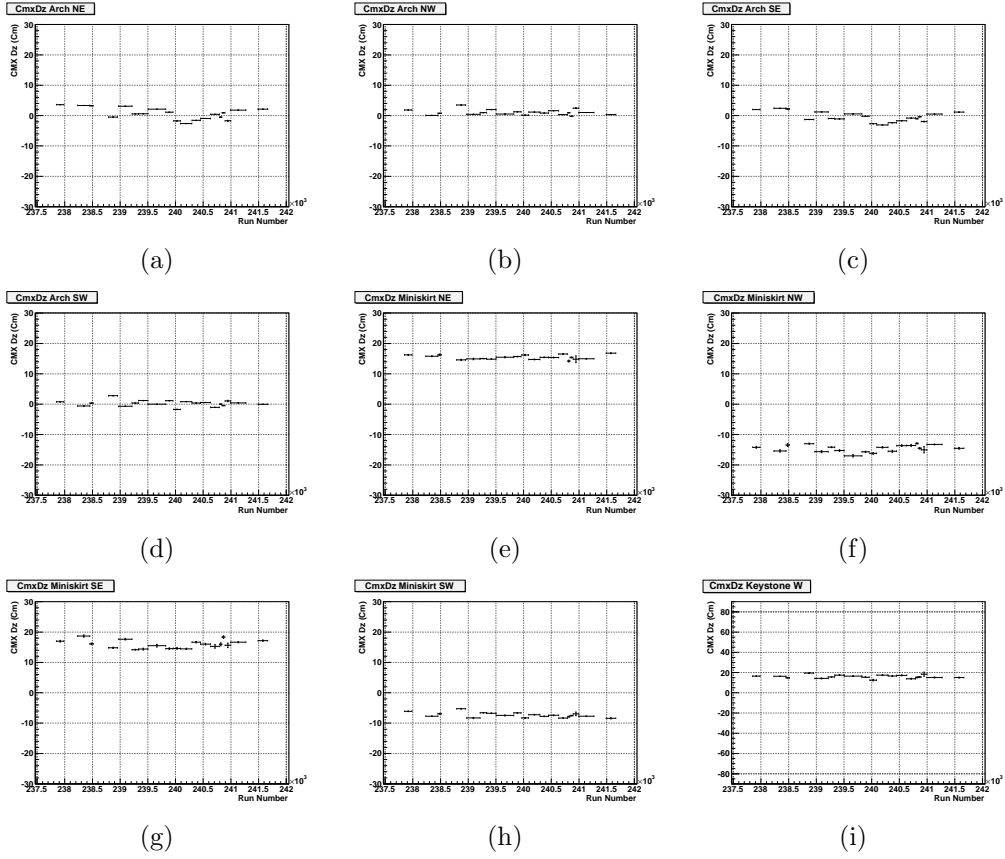 CmxDz Arch NE
CMX Dz (Cm)
30
20
10
0
-10
-20
-30
237.5 238 238.5 239 239.5 240 240.5 241 241.5 242
×10³
Run Number
(a)
CmxDz Arch NW
CMX Dz (Cm)
30
20
10
0
-10
-20
-30
237.5 238 238.5 239 239.5 240 240.5 241 241.5 242
×10³
Run Number
(b)
CmxDz Arch SE
CMX Dz (Cm)
30
20
10
0
-10
-20
-30
237.5 238 238.5 239 239.5 240 240.5 241 241.5 242
×10³
Run Number
(c)
CmxDz Arch SW
CMX Dz (Cm)
30
20
10
0
-10
-20
-30
237.5 238 238.5 239 239.5 240 240.5 241 241.5 242
×10³
Run Number
(d)
CmxDz Miniskirt NE
CMX Dz (Cm)
30
20
10
0
-10
-20
-30
237.5 238 238.5 239 239.5 240 240.5 241 241.5 242
×10³
Run Number
(e)
CmxDz Miniskirt NW
CMX Dz (Cm)
30
20
10
0
-10
-20
-30
237.5 238 238.5 239 239.5 240 240.5 241 241.5 242
×10³
Run Number
(f)
CmxDz Miniskirt SE
CMX Dz (Cm)
30
20
10
0
-10
-20
-30
237.5 238 238.5 239 239.5 240 240.5 241 241.5 242
×10³
Run Number
(g)
CmxDz Miniskirt SW
CMX Dz (Cm)
30
20
10
0
-10
-20
-30
237.5 238 238.5 239 239.5 240 240.5 241 241.5 242
×10³
Run Number
(h)
CmxDz Keystone W
CMX Dz (Cm)
80
60
40
20
0
-20
-40
-60
-80
237.5 238 238.5 239 239.5 240 240.5 241 241.5 242
×10³
Run Number
(i)